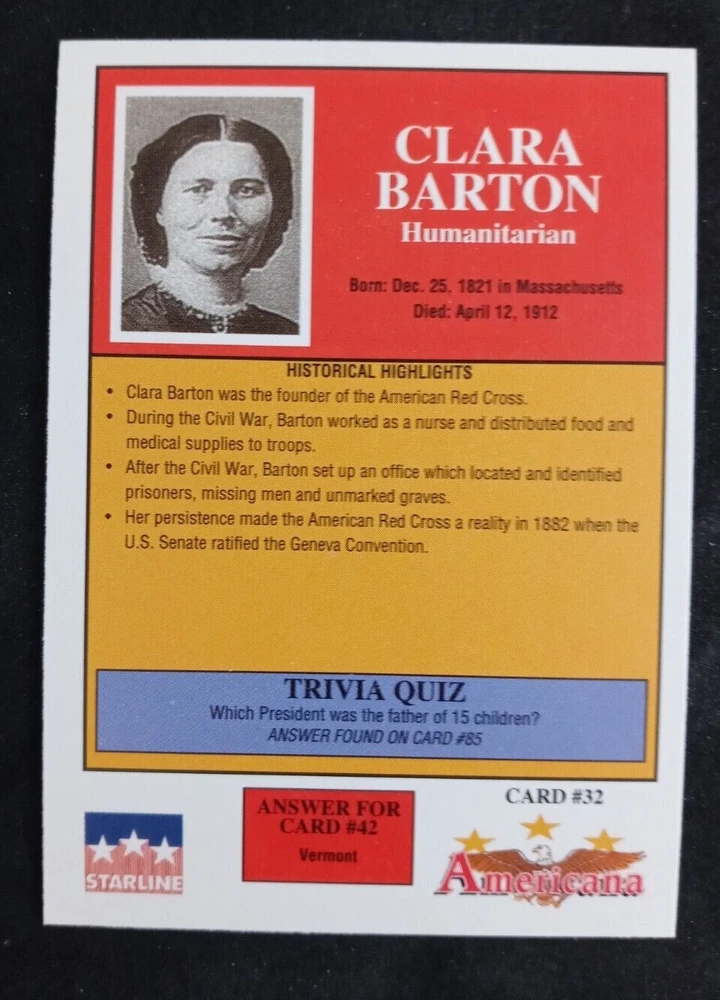 CLARA
BARTON
Humanitarian
Born: Dec. 25, 1821 in Massachusetts
Died: April 12, 1912
HISTORICAL HIGHLIGHTS
• Clara Barton was the founder of the American Red Cross.
• During the Civil War, Barton worked as a nurse and distributed food and
medical supplies to troops.
• After the Civil War, Barton set up an office which located and identified
prisoners, missing men and unmarked graves.
• Her persistence made the American Red Cross a reality in 1882 when the
U.S. Senate ratified the Geneva Convention.
TRIVIA QUIZ
Which President was the father of 15 children?
ANSWER FOUND ON CARD #85
STARLINE
ANSWER FOR
CARD #42
Vermont
CARD #32
Americana